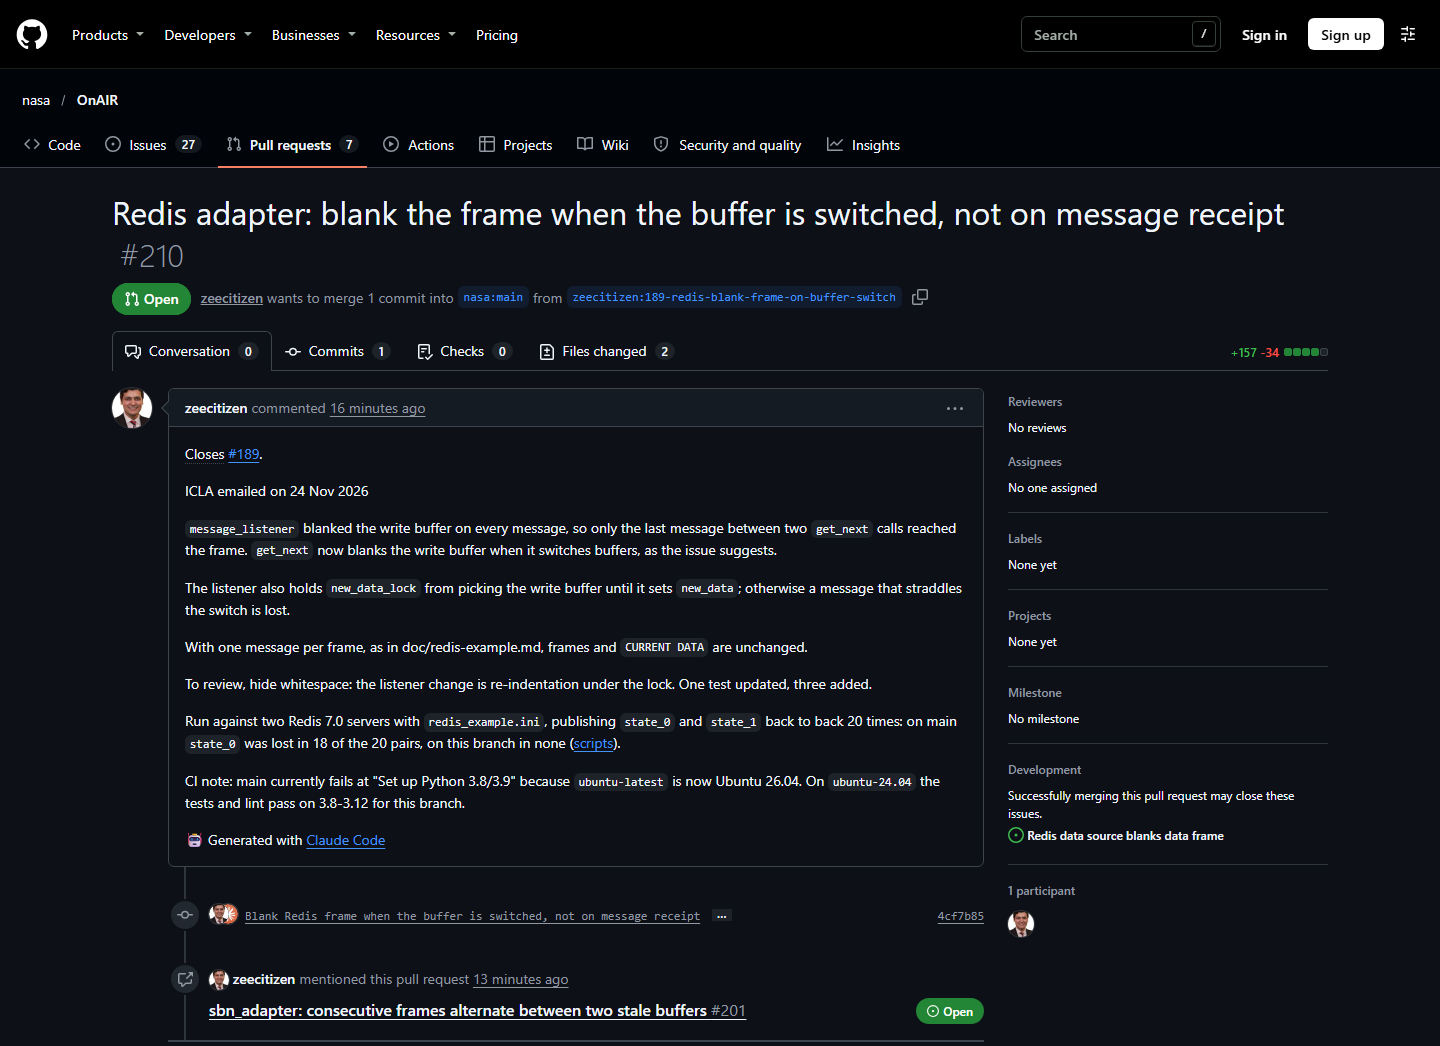 Products Developers Businesses Resources Pricing Search / Sign in Sign up
nasa / OnAIR
Code Issues 27 Pull requests 7 Actions Projects Wiki Security and quality Insights
Redis adapter: blank the frame when the buffer is switched, not on message receipt
#210
Open zeecitizen wants to merge 1 commit into nasa:main from zeecitizen:189-redis-blank-frame-on-buffer-switch
Conversation 0 Commits 1 Checks 0 Files changed 2 +157 -34
zeecitizen commented 16 minutes ago
Closes #189.
ICLA emailed on 24 Nov 2026
message_listener blanked the write buffer on every message, so only the last message between two get_next calls reached
the frame. get_next now blanks the write buffer when it switches buffers, as the issue suggests.
The listener also holds new_data_lock from picking the write buffer until it sets new_data; otherwise a message that straddles
the switch is lost.
With one message per frame, as in doc/redis-example.md, frames and CURRENT DATA are unchanged.
To review, hide whitespace: the listener change is re-indentation under the lock. One test updated, three added.
Run against two Redis 7.0 servers with redis_example.ini, publishing state_0 and state_1 back to back 20 times: on main
state_0 was lost in 18 of the 20 pairs, on this branch in none (scripts).
CI note: main currently fails at "Set up Python 3.8/3.9" because ubuntu-latest is now Ubuntu 26.04. On ubuntu-24.04 the
tests and lint pass on 3.8-3.12 for this branch.
Generated with Claude Code
Blank Redis frame when the buffer is switched, not on message receipt ... 4cf7b85
zeecitizen mentioned this pull request 13 minutes ago
sbn_adapter: consecutive frames alternate between two stale buffers #201 Open
Reviewers
No reviews
Assignees
No one assigned
Labels
None yet
Projects
None yet
Milestone
No milestone
Development
Successfully merging this pull request may close these
issues.
Redis data source blanks data frame
1 participant